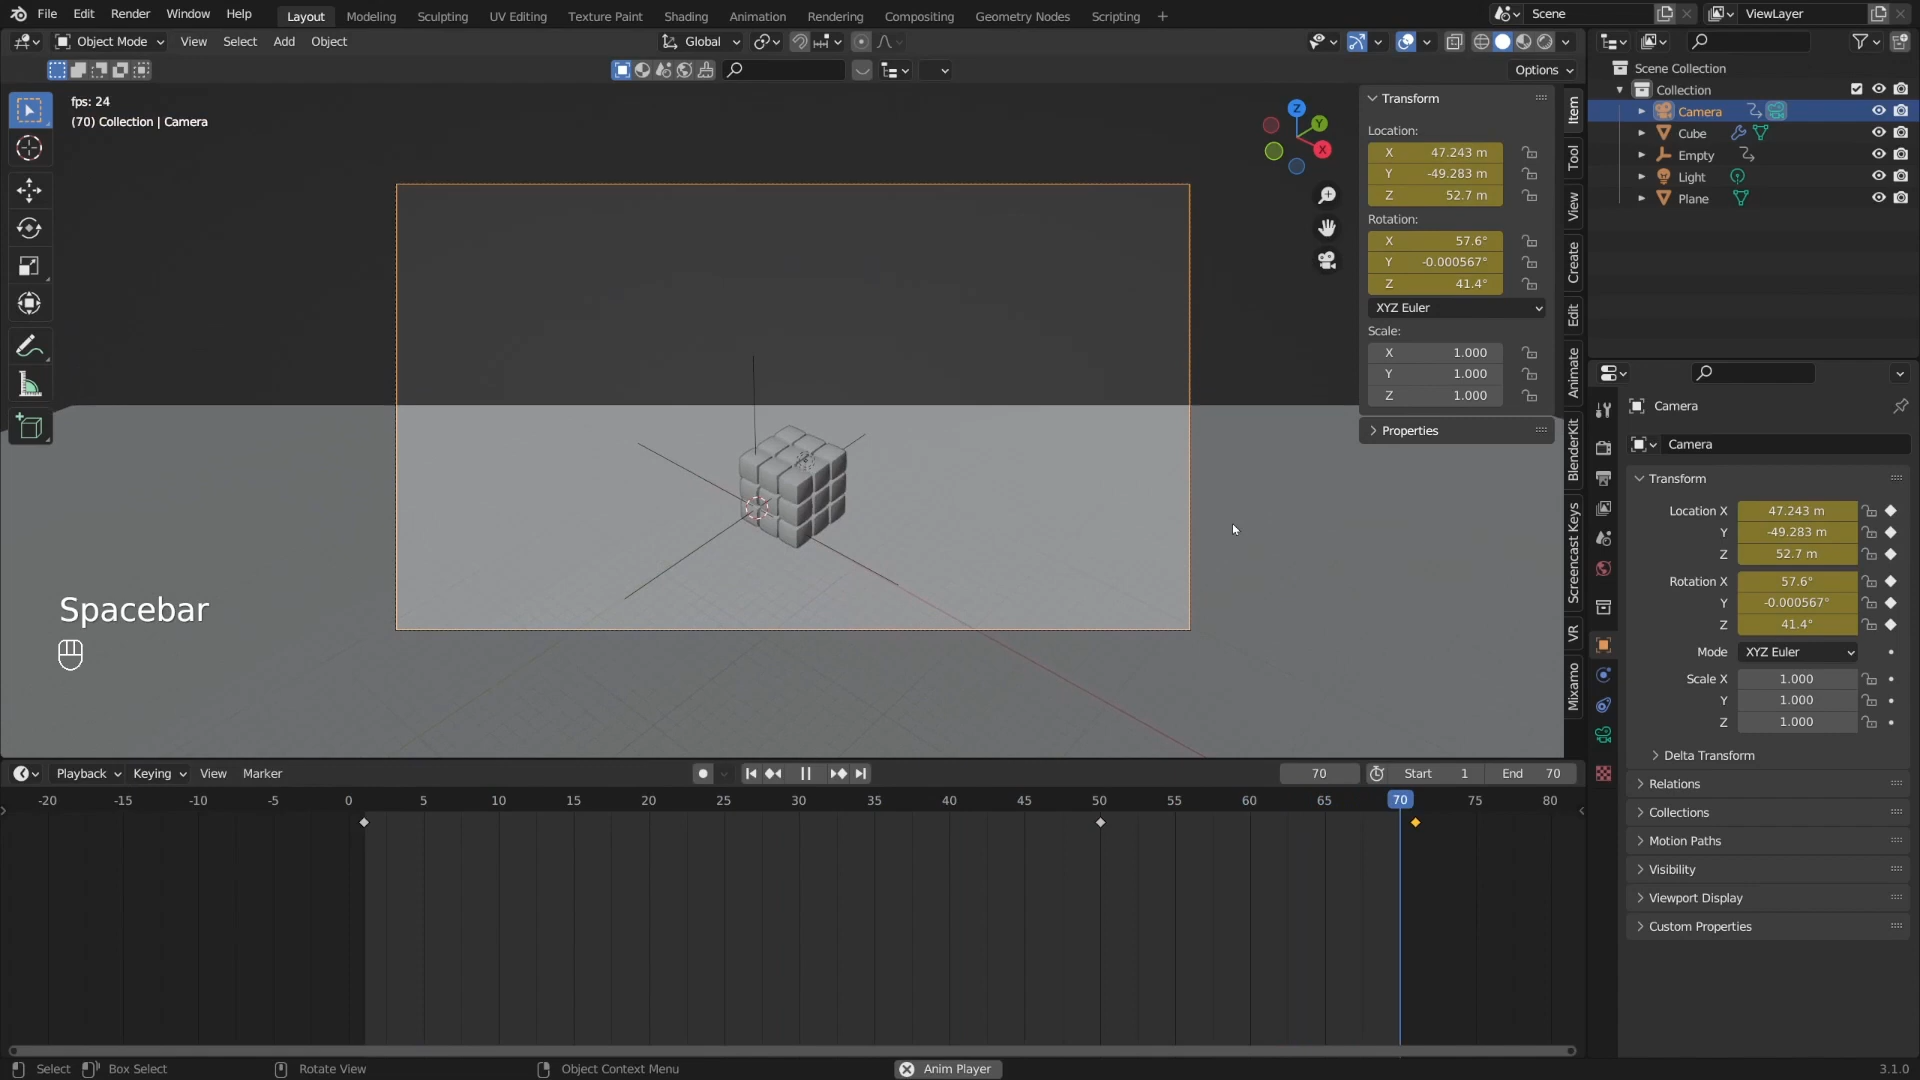 File Edit Render Window Help
Layout Modeling Sculpting UV Editing Texture Paint Shading Animation Rendering Compositing Geometry Nodes Scripting +
Scene
ViewLayer
Object Mode View Select Add Object
Global
Options
fps: 24
(70) Collection | Camera
Z
Y
X
Transform
Location:
X 47.243 m
Y -49.283 m
Z 52.7 m
Rotation:
X 57.6°
Y -0.000567°
Z 41.4°
XYZ Euler
Scale:
X 1.000
Y 1.000
Z 1.000
Properties
Item
Tool
View
Create
Edit
Animate
BlenderKit
Screencast Keys
VR
Mixamo
Scene Collection
Collection
Camera
Cube
Empty
Light
Plane
Camera
Camera
Transform
Location X 47.243 m
Y -49.283 m
Z 52.7 m
Rotation X 57.6°
Y -0.000567°
Z 41.4°
Mode XYZ Euler
Scale X 1.000
Y 1.000
Z 1.000
Delta Transform
Relations
Collections
Motion Paths
Visibility
Viewport Display
Custom Properties
Spacebar
Playback Keying View Marker
70 Start 1 End 70
-20 -15 -10 -5 0 5 10 15 20 25 30 35 40 45 50 55 60 65 70 75 80
Select Box Select Rotate View Object Context Menu Anim Player 3.1.0